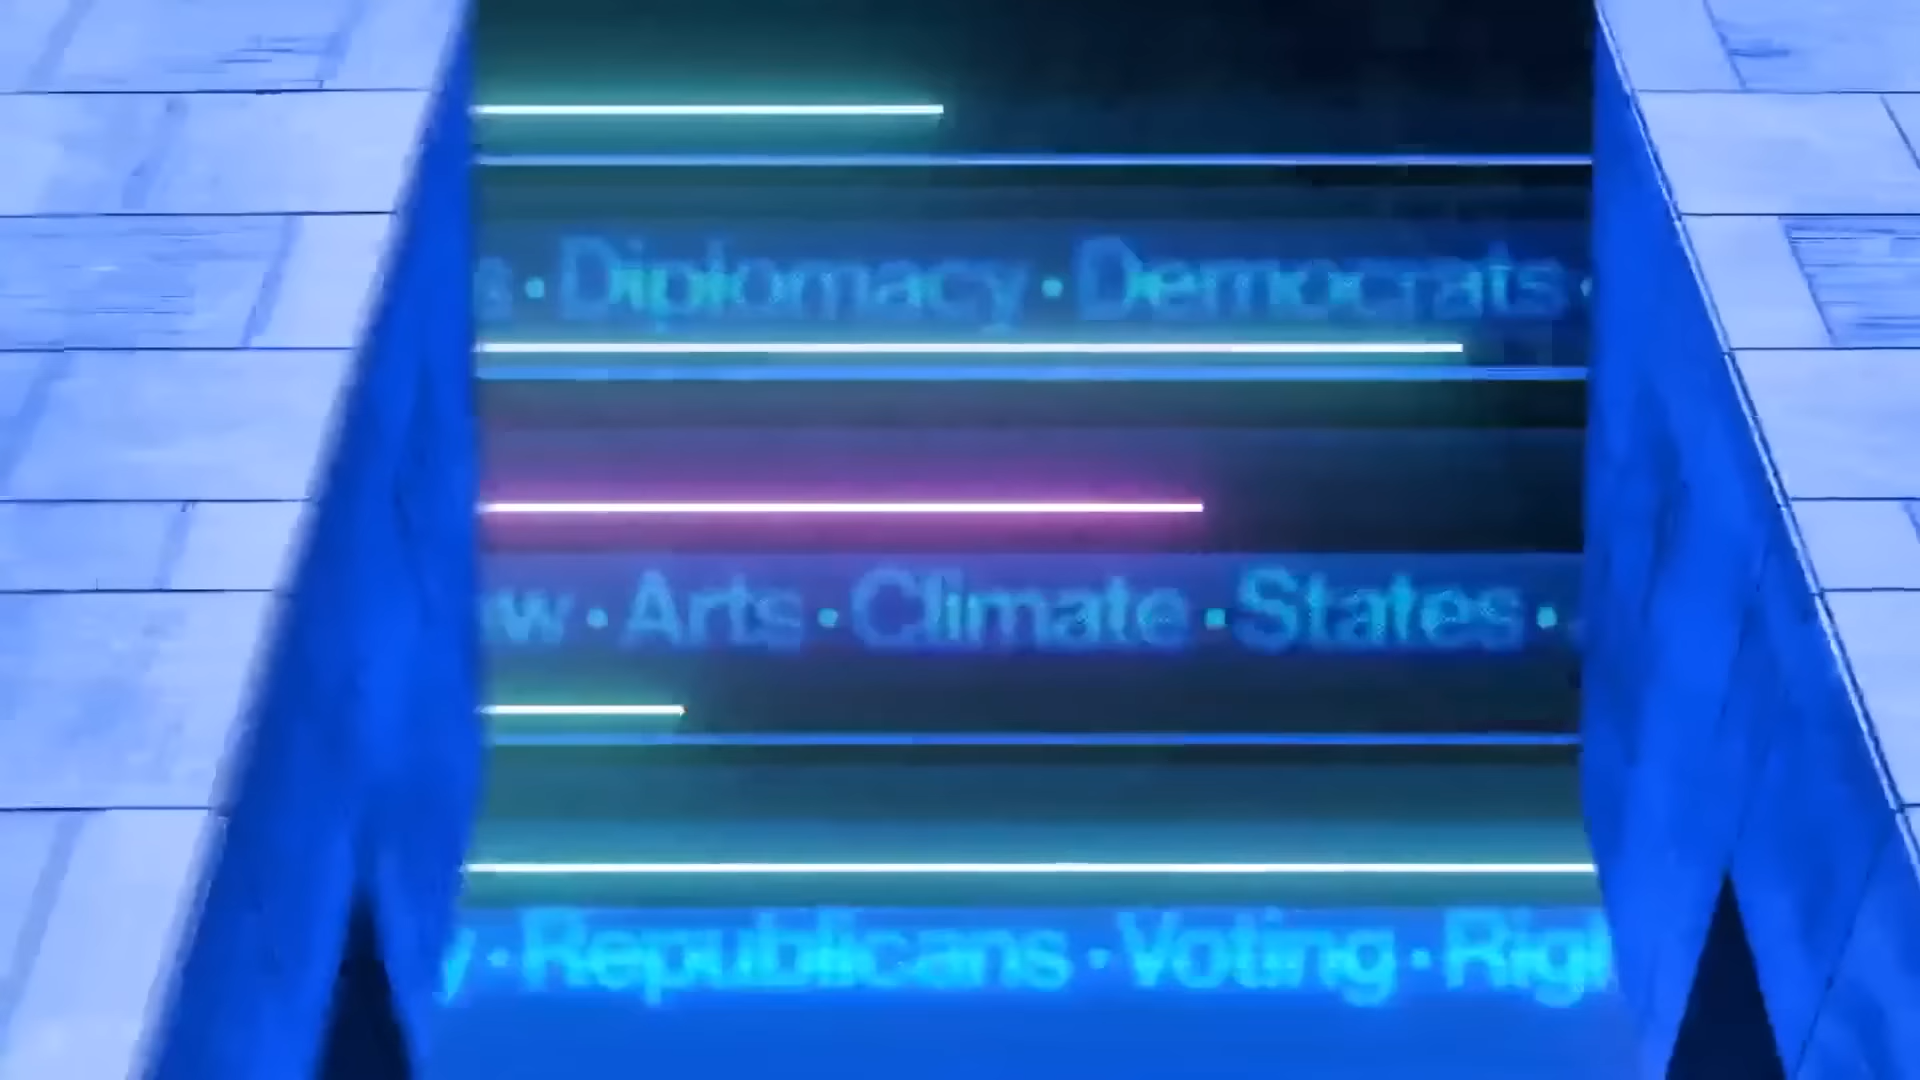 · Diplomacy · Democrats ·
· Arts · Climate · States ·
· Republicans · Voting ·